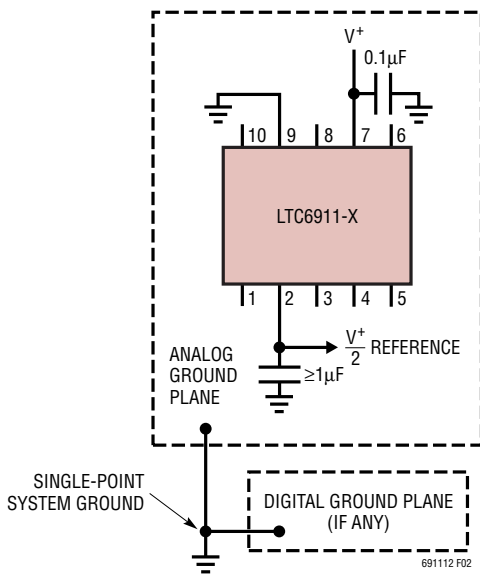 V+
0.1µF
10 9 8 7 6
LTC6911-X
1 2 3 4 5
V+
2
REFERENCE
≥1µF
ANALOG
GROUND
PLANE
SINGLE-POINT
SYSTEM GROUND
DIGITAL GROUND PLANE
(IF ANY)
691112 F02